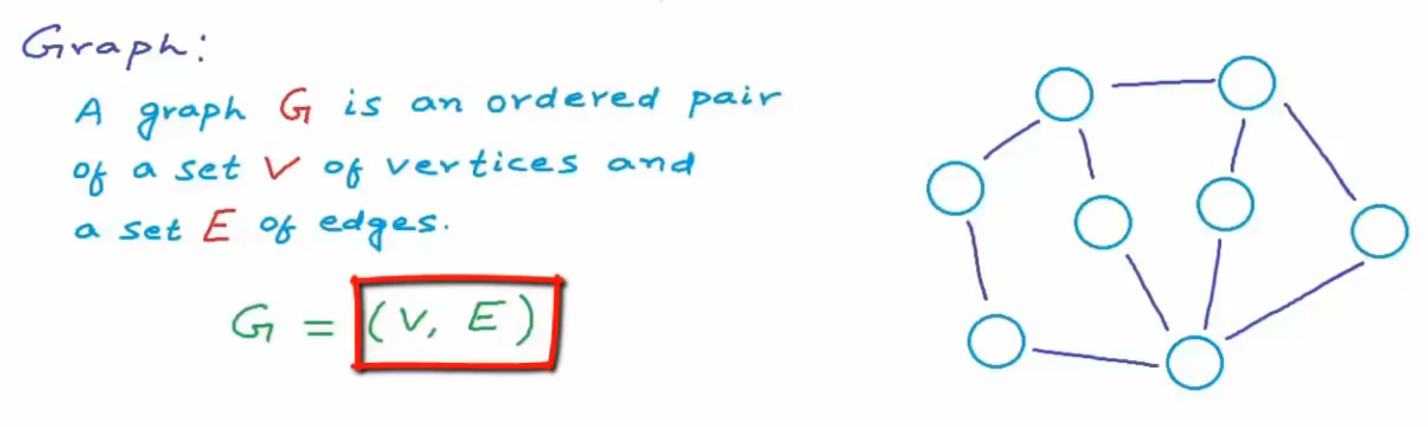 Graph:
A graph G is an ordered pair
of a set V of vertices and
a set E of edges.
G = (V, E)